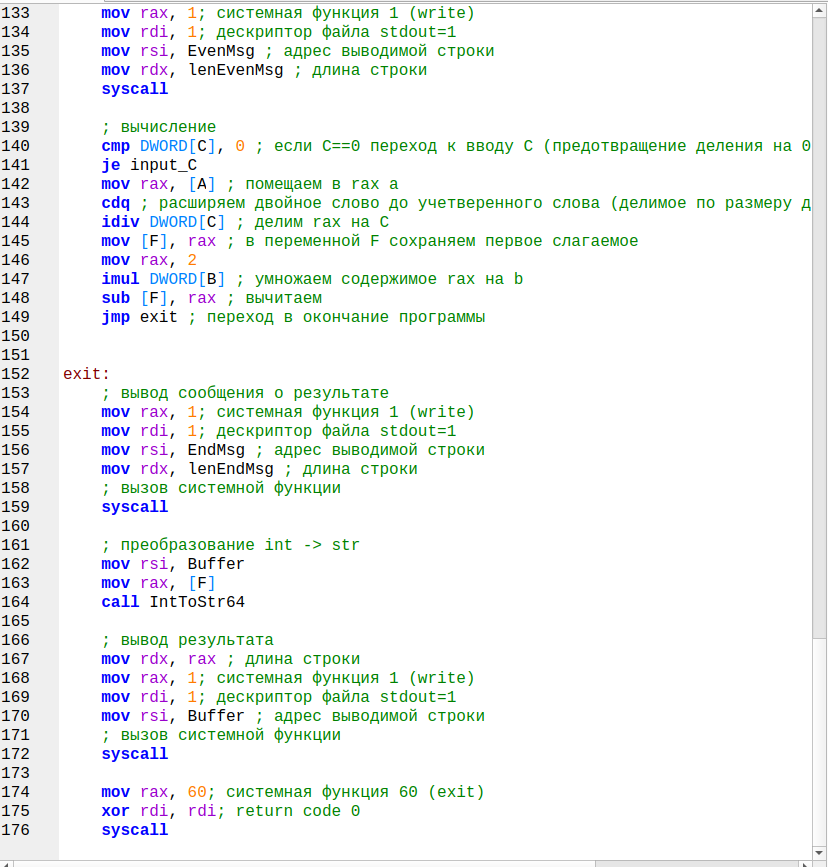 133 mov rax, 1; системная функция 1 (write)
134 mov rdi, 1; дескриптор файла stdout=1
135 mov rsi, EvenMsg ; адрес выводимой строки
136 mov rdx, lenEvenMsg ; длина строки
137 syscall
138
139 ; вычисление
140 cmp DWORD[C], 0 ; если C==0 переход к вводу C (предотвращение деления на 0
141 je input_C
142 mov rax, [A] ; помещаем в rax a
143 cdq ; расширяем двойное слово до учетверенного слова (делимое по размеру д
144 idiv DWORD[C] ; делим rax на C
145 mov [F], rax ; в переменной F сохраняем первое слагаемое
146 mov rax, 2
147 imul DWORD[B] ; умножаем содержимое rax на b
148 sub [F], rax ; вычитаем
149 jmp exit ; переход в окончание программы
150
151
152 exit:
153 ; вывод сообщения о результате
154 mov rax, 1; системная функция 1 (write)
155 mov rdi, 1; дескриптор файла stdout=1
156 mov rsi, EndMsg ; адрес выводимой строки
157 mov rdx, lenEndMsg ; длина строки
158 ; вызов системной функции
159 syscall
160
161 ; преобразование int -> str
162 mov rsi, Buffer
163 mov rax, [F]
164 call IntToStr64
165
166 ; вывод результата
167 mov rdx, rax ; длина строки
168 mov rax, 1; системная функция 1 (write)
169 mov rdi, 1; дескриптор файла stdout=1
170 mov rsi, Buffer ; адрес выводимой строки
171 ; вызов системной функции
172 syscall
173
174 mov rax, 60; системная функция 60 (exit)
175 xor rdi, rdi; return code 0
176 syscall